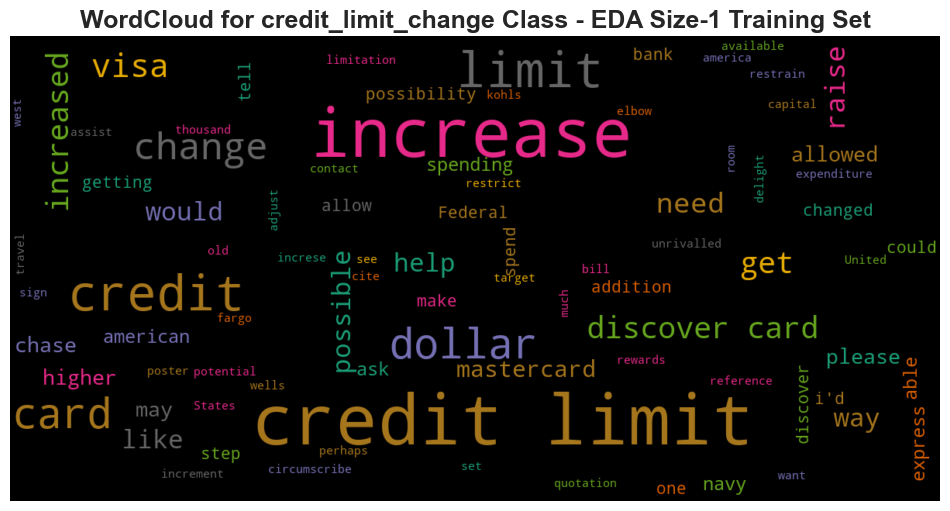 WordCloud for credit_limit_change Class - EDA Size-1 Training Set
increased
visa
tell
limitation
limit
bank
available
america
restrain
raise
west
assist
thousand
possibility
kohls
increase
elbow
capital
change
getting
contact
spending
restrict
room
delight
allowed
expenditure
would
adjust
allow
Federal
need
changed
travel
old
increse
see
cite
possible
help
spend
target
bill
unrivalled
get
could
United
sign
credit
fargo
make
much
addition
chase
american
dollar
discover card
please
higher
poster
potential
wells
ask
mastercard
rewards
reference
discover
able
card
may
States
credit limit
i'd
way
express
like
step
perhaps
increment
circumscribe
set
quotation
one
navy
want